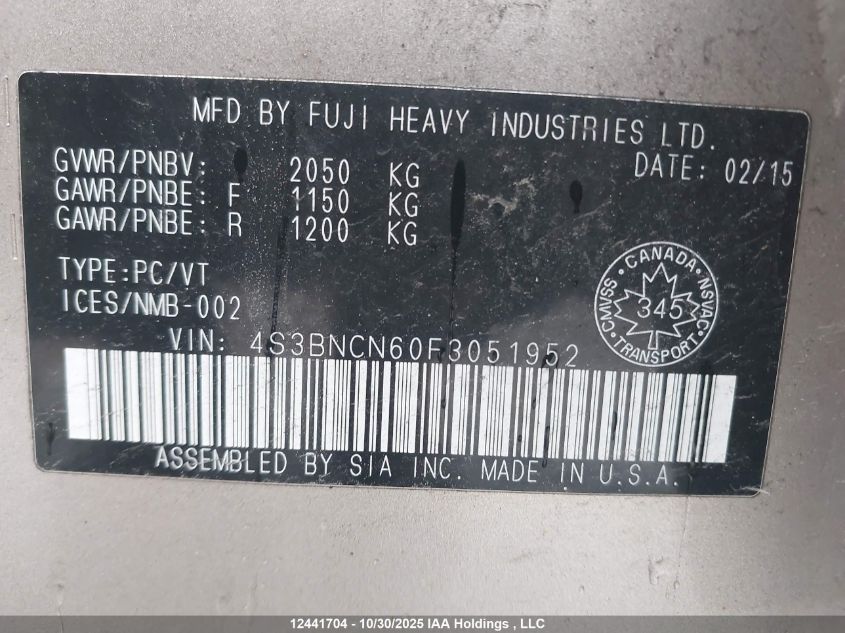 MFD BY FUJI HEAVY INDUSTRIES LTD.
GVWR/PNBV: 2050 KG DATE: 02/15
GAWR/PNBE: F 1150 KG
GAWR/PNBE: R 1200 KG
TYPE:PC/VT
ICES/NMB-002
• CANADA •
CMVSS NSVAC
345
TRANSPORT
VIN: 4S3BNCN60F3051952
ASSEMBLED BY SIA INC. MADE IN U.S.A.
12441704 - 10/30/2025 IAA Holdings , LLC